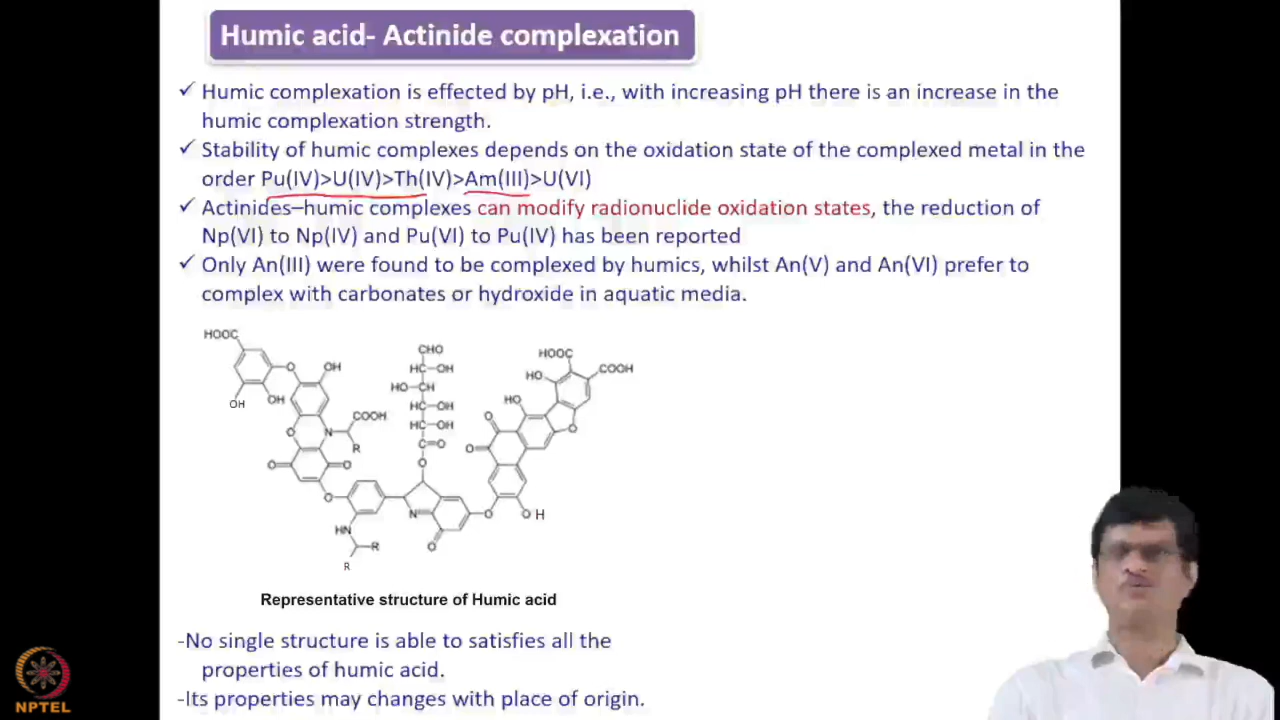 Humic acid- Actinide complexation
✓ Humic complexation is effected by pH, i.e., with increasing pH there is an increase in the
humic complexation strength.
✓ Stability of humic complexes depends on the oxidation state of the complexed metal in the
order Pu(IV)>U(IV)>Th(IV)>Am(III)>U(VI)
✓ Actinides–humic complexes can modify radionuclide oxidation states, the reduction of
Np(VI) to Np(IV) and Pu(VI) to Pu(IV) has been reported
✓ Only An(III) were found to be complexed by humics, whilst An(V) and An(VI) prefer to
complex with carbonates or hydroxide in aquatic media.
HOOC
O
OH
OH
OH
O
N
COOH
R
O
O
O
HN
R
R
CHO
HC–OH
HO–CH
HC–OH
HC–OH
C=O
O
N
O
O
OH
O
O
HO
HO
HOOC
COOH
O
Representative structure of Humic acid
-No single structure is able to satisfies all the
properties of humic acid.
-Its properties may changes with place of origin.
NPTEL